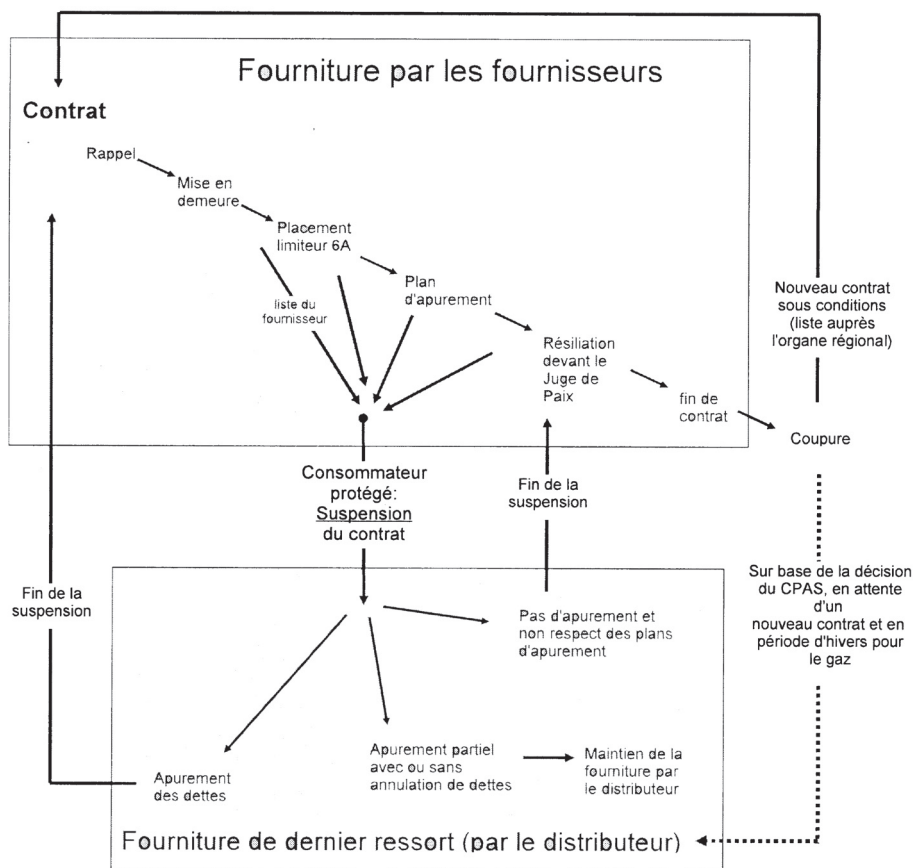 Fourniture par les fournisseurs
Contrat
Rappel
Mise en
demeure
Placement
limiteur 6A
liste du
fournisseur
Plan
d'apurement
Résiliation
devant le
Juge de
Paix
fin de
contrat
Coupure
Nouveau contrat
sous conditions
(liste auprès
l'organe régional)
Consommateur
protégé:
Suspension
du contrat
Fin de la
suspension
Fin de la
suspension
Sur base de la décision
du CPAS, en attente
d'un
nouveau contrat et en
période d'hivers pour
le gaz
Pas d'apurement et
non respect des plans
d'apurement
Apurement
des dettes
Apurement partiel
avec ou sans
annulation de dettes
Maintien de la
fourniture par
le distributeur
Fourniture de dernier ressort (par le distributeur)